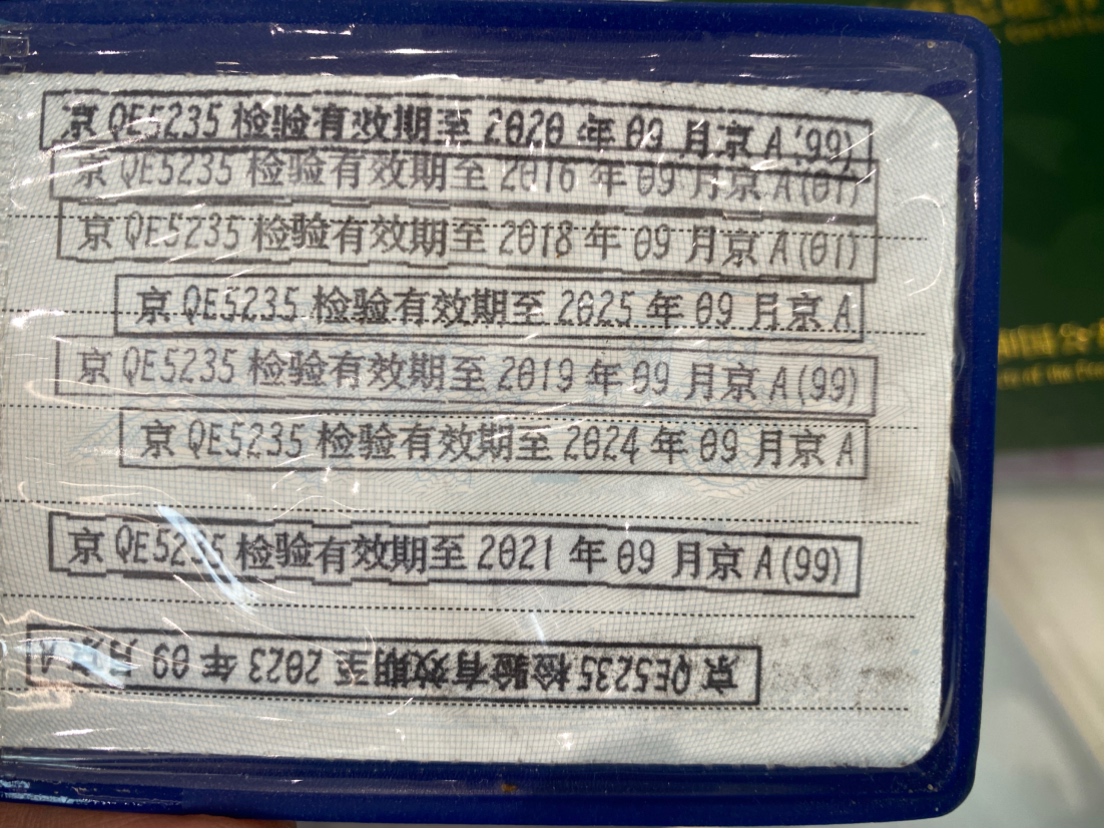 京 QE5235 检验有效期至 2020 年 09 月京 A(99)
京 QE5235 检验有效期至 2016 年 09 月京 A(01)
京 QE5235 检验有效期至 2018 年 09 月京 A(01)
京 QE5235 检验有效期至 2025 年 09 月京 A
京 QE5235 检验有效期至 2019 年 09 月京 A(99)
京 QE5235 检验有效期至 2024 年 09 月京 A
京 QE5235 检验有效期至 2021 年 09 月京 A(99)
京 QE5235 检验有效期至 2023 年 09 月京 A